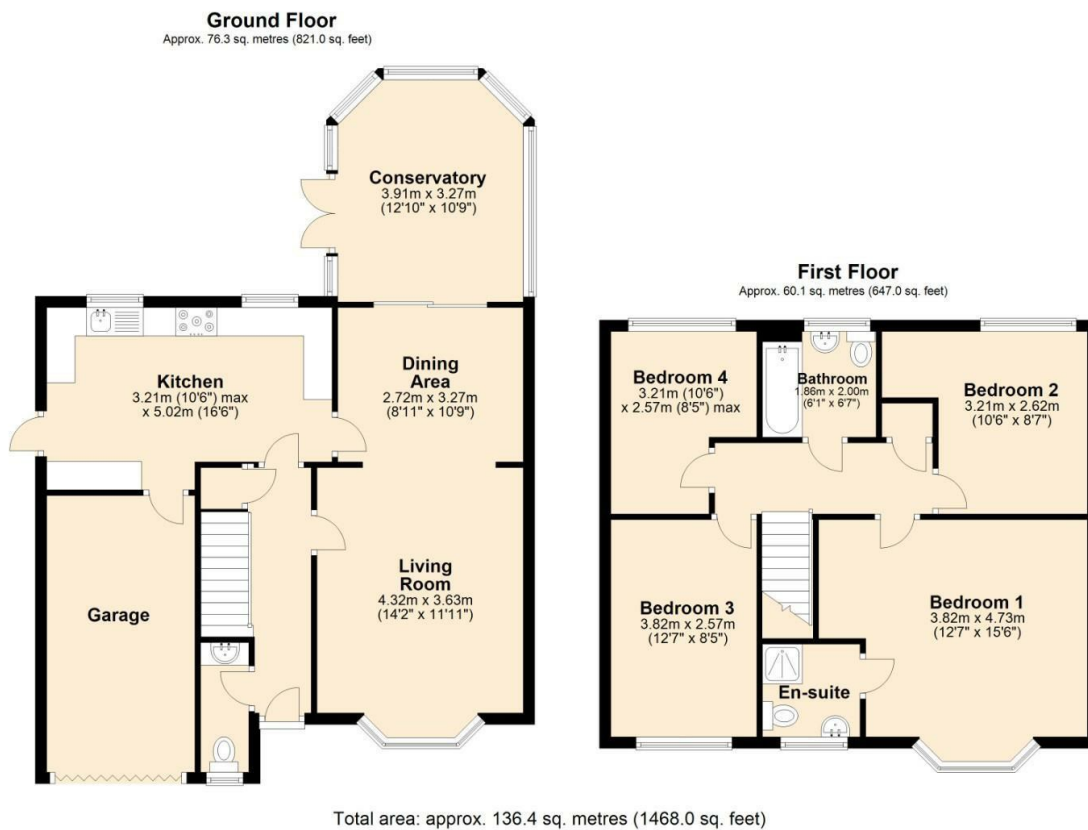 Ground Floor
Approx. 76.3 sq. metres (821.0 sq. feet)
Conservatory
3.91m x 3.27m
(12'10" x 10'9")
Kitchen
3.21m (10'6") max
x 5.02m (16'6")
Dining
Area
2.72m x 3.27m
(8'11" x 10'9")
Garage
Living
Room
4.32m x 3.63m
(14'2" x 11'11")
First Floor
Approx. 60.1 sq. metres (647.0 sq. feet)
Bedroom 4
3.21m (10'6")
x 2.57m (8'5") max
Bathroom
1.86m x 2.00m
(6'1" x 6'7")
Bedroom 2
3.21m x 2.62m
(10'6" x 8'7")
Bedroom 3
3.82m x 2.57m
(12'7" x 8'5")
En-suite
Bedroom 1
3.82m x 4.73m
(12'7" x 15'6")
Total area: approx. 136.4 sq. metres (1468.0 sq. feet)